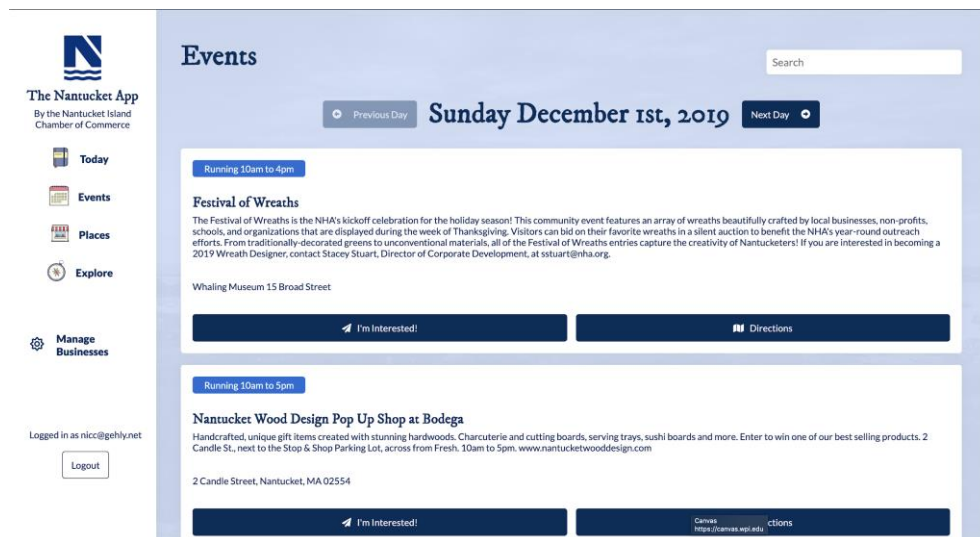 The Nantucket App
By the Nantucket Island
Chamber of Commerce
Today
Events
Places
Explore
Manage
Businesses
Logged in as nicc@gehly.net
Logout
Events
Search
Previous Day
Sunday December 1st, 2019
Next Day
Running 10am to 4pm
Festival of Wreaths
The Festival of Wreaths is the NHA's kickoff celebration for the holiday season! This community event features an array of wreaths beautifully crafted by local businesses, non-profits,
schools, and organizations that are displayed during the week of Thanksgiving. Visitors can bid on their favorite wreaths in a silent auction to benefit the NHA's year-round outreach
efforts. From traditionally-decorated greens to unconventional materials, all of the Festival of Wreaths entries capture the creativity of Nantucketers! If you are interested in becoming a
2019 Wreath Designer, contact Stacey Stuart, Director of Corporate Development, at sstuart@nha.org.
Whaling Museum 15 Broad Street
I'm Interested!
Directions
Running 10am to 5pm
Nantucket Wood Design Pop Up Shop at Bodega
Handcrafted, unique gift items created with stunning hardwoods. Charcuterie and cutting boards, serving trays, sushi boards and more. Enter to win one of our best selling products. 2
Candle St., next to the Stop & Shop Parking Lot, across from Fresh. 10am to 5pm. www.nantucketwooddesign.com
2 Candle Street, Nantucket, MA 02554
I'm Interested!
Canvas
https://canvas.wpi.edu
ctions